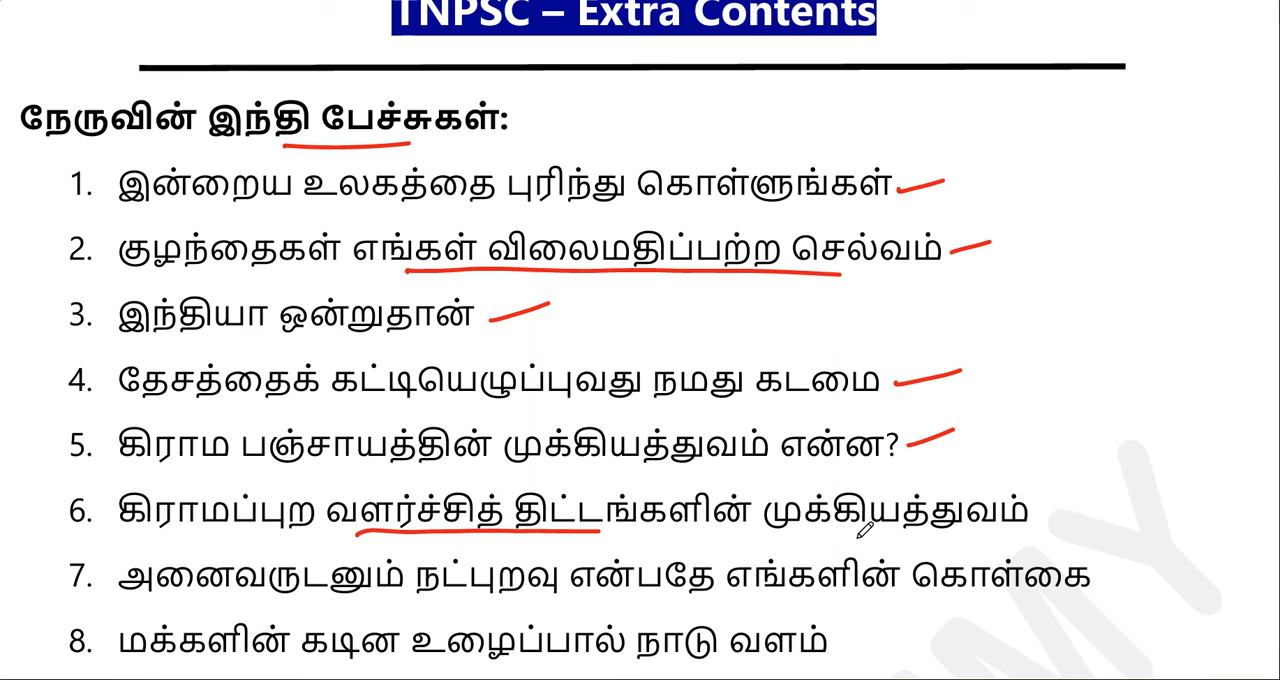 TNPSC – Extra Contents
நேருவின் இந்தி பேச்சுகள்:
1. இன்றைய உலகத்தை புரிந்து கொள்ளுங்கள்
2. குழந்தைகள் எங்கள் விலைமதிப்பற்ற செல்வம்
3. இந்தியா ஒன்றுதான்
4. தேசத்தைக் கட்டியெழுப்புவது நமது கடமை
5. கிராம பஞ்சாயத்தின் முக்கியத்துவம் என்ன?
6. கிராமப்புற வளர்ச்சித் திட்டங்களின் முக்கியத்துவம்
7. அனைவருடனும் நட்புறவு என்பதே எங்களின் கொள்கை
8. மக்களின் கடின உழைப்பால் நாடு வளம்